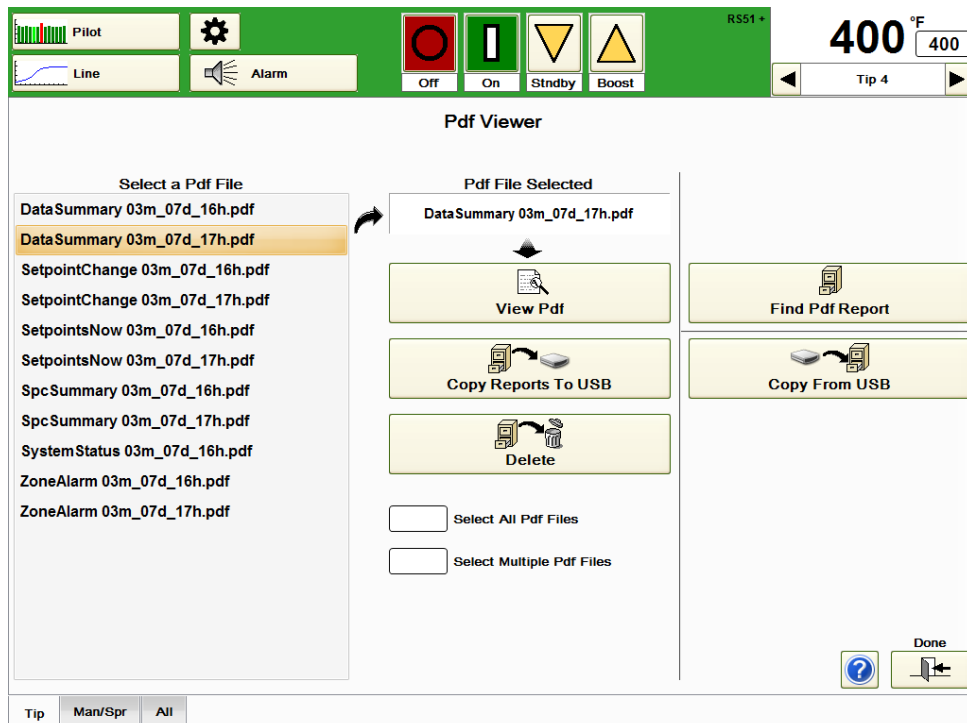 Pilot
Line
Alarm
Off
On
Stndby
Boost
RS51 +
400 °F
400
Tip 4
Pdf Viewer
Select a Pdf File
DataSummary 03m_07d_16h.pdf
DataSummary 03m_07d_17h.pdf
SetpointChange 03m_07d_16h.pdf
SetpointChange 03m_07d_17h.pdf
SetpointsNow 03m_07d_16h.pdf
SetpointsNow 03m_07d_17h.pdf
SpcSummary 03m_07d_16h.pdf
SpcSummary 03m_07d_17h.pdf
SystemStatus 03m_07d_16h.pdf
ZoneAlarm 03m_07d_16h.pdf
ZoneAlarm 03m_07d_17h.pdf
Pdf File Selected
DataSummary 03m_07d_17h.pdf
View Pdf
Copy Reports To USB
Delete
Select All Pdf Files
Select Multiple Pdf Files
Find Pdf Report
Copy From USB
Done
?
Tip
Man/Spr
All